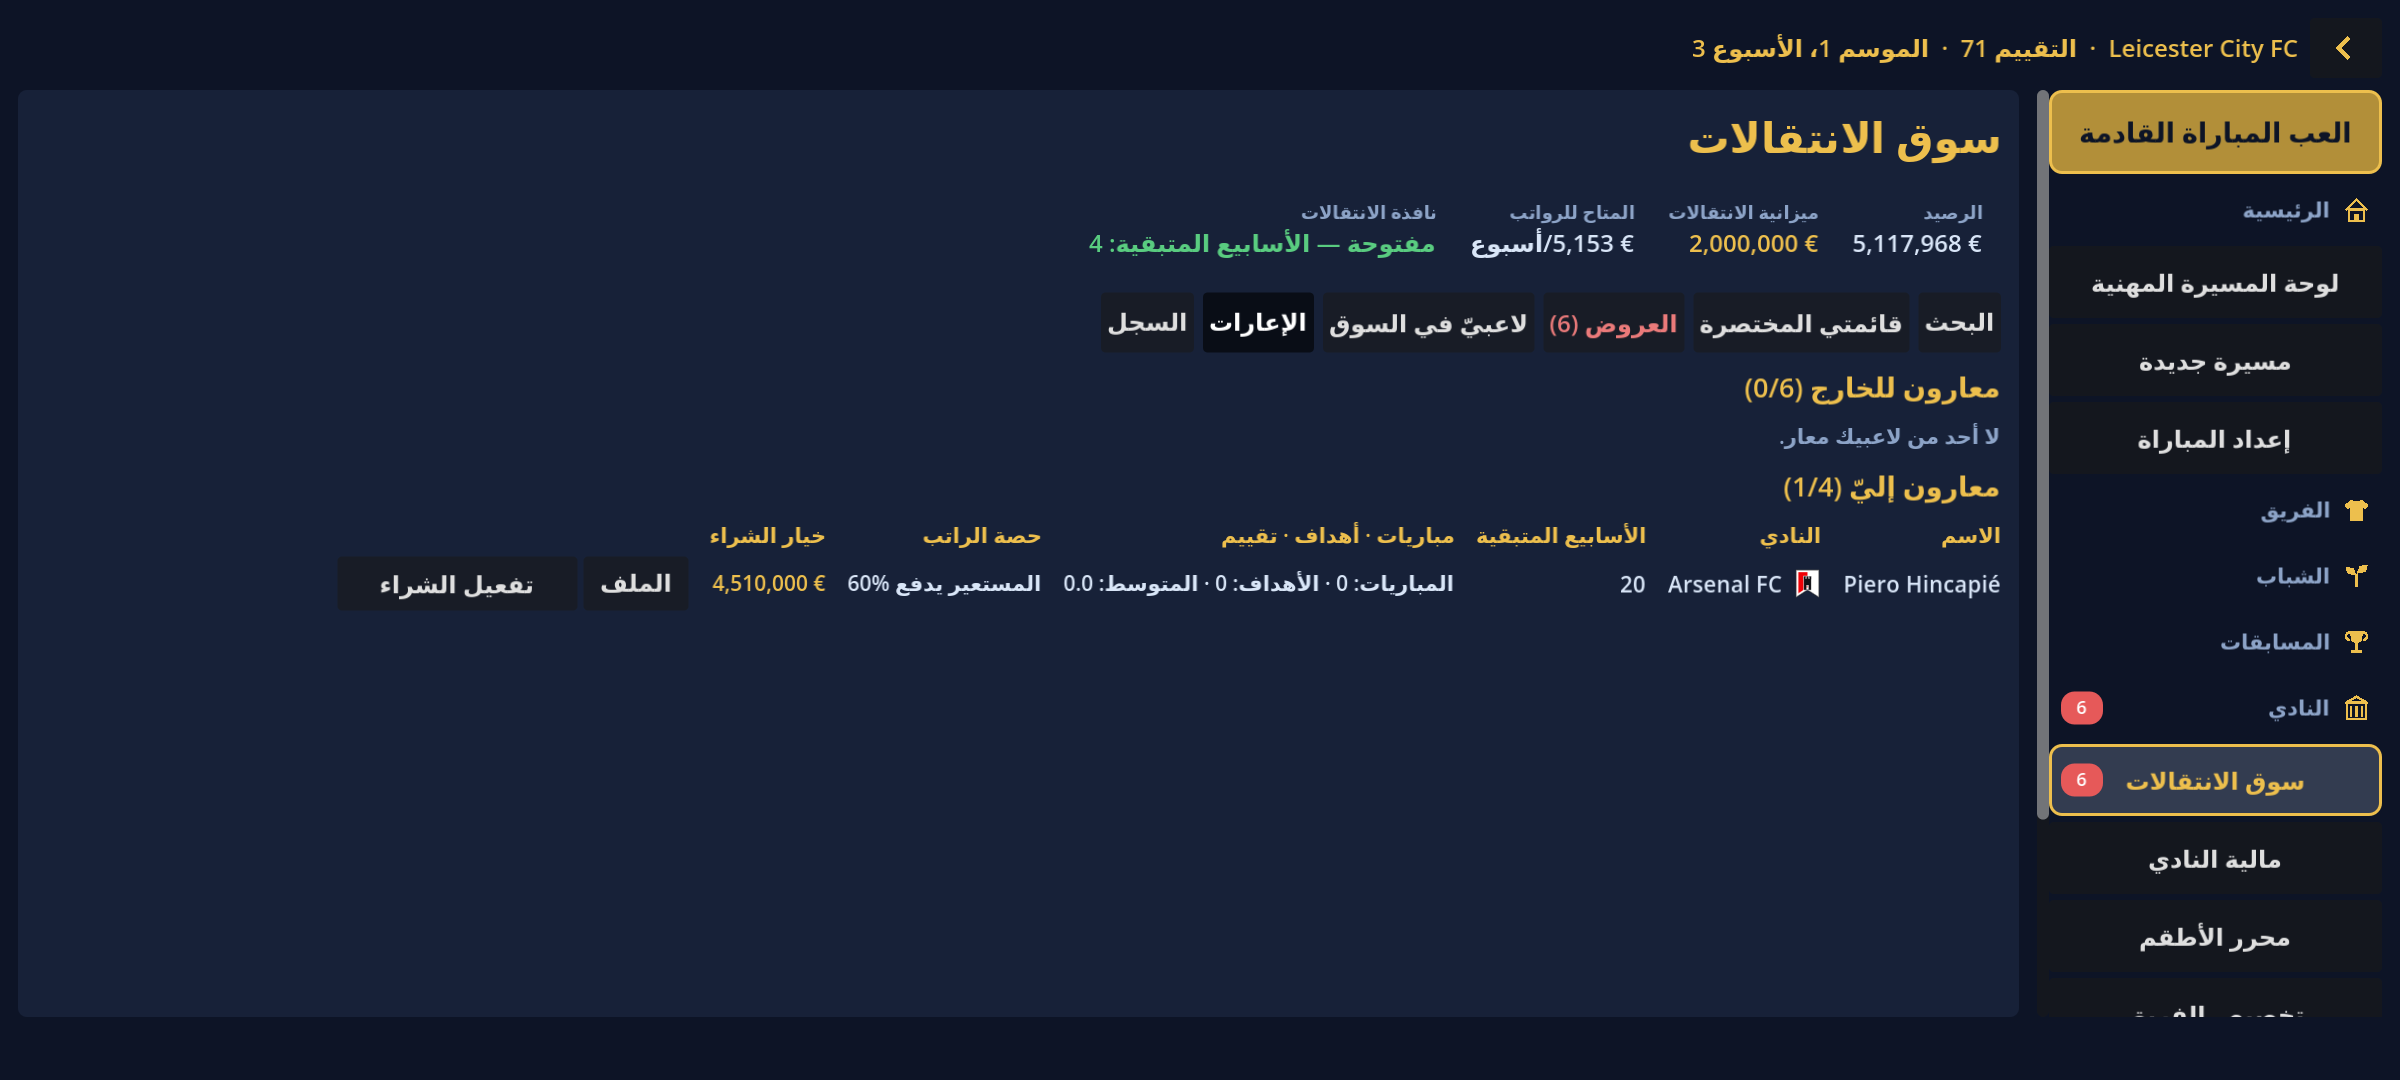 Leicester City FC · التقييم 71 · الموسم 1، الأسبوع 3
العب المباراة القادمة
الرئيسية
لوحة المسيرة المهنية
مسيرة جديدة
إعداد المباراة
الفريق
الشباب
المسابقات
النادي 6
سوق الانتقالات 6
مالية النادي
محرر الأطقم
سوق الانتقالات
الرصيد ميزانية الانتقالات المتاح للرواتب نافذة الانتقالات
5,117,968 € 2,000,000 € 5,153 €/أسبوع مفتوحة — الأسابيع المتبقية: 4
البحث قائمتي المختصرة العروض (6) لاعبيّ في السوق الإعارات السجل
معارون للخارج (0/6)
لا أحد من لاعبيك معار.
معارون إليّ (1/4)
الاسم النادي الأسابيع المتبقية مباريات · أهداف · تقييم حصة الراتب خيار الشراء
Piero Hincapié Arsenal FC 20 المباريات: 0 · الأهداف: 0 · المتوسط: 0.0 المستعير يدفع 60% 4,510,000 € الملف تفعيل الشراء